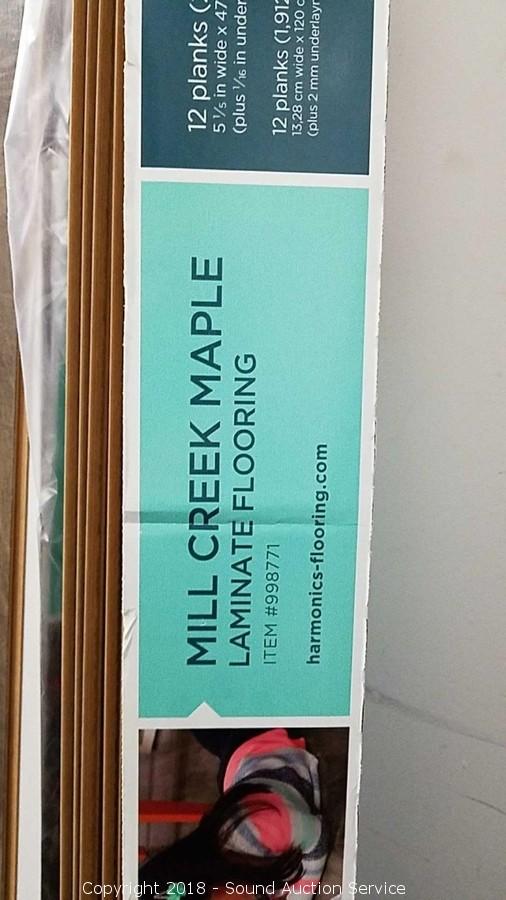 MILL CREEK MAPLE
LAMINATE FLOORING
ITEM #998771
harmonics-flooring.com
12 planks (
5 1/5 in wide x 47
(plus 1/16 in under
12 planks (1,912
13,28 cm wide x 120 c
(plus 2 mm underlay
Copyright 2018 - Sound Auction Service